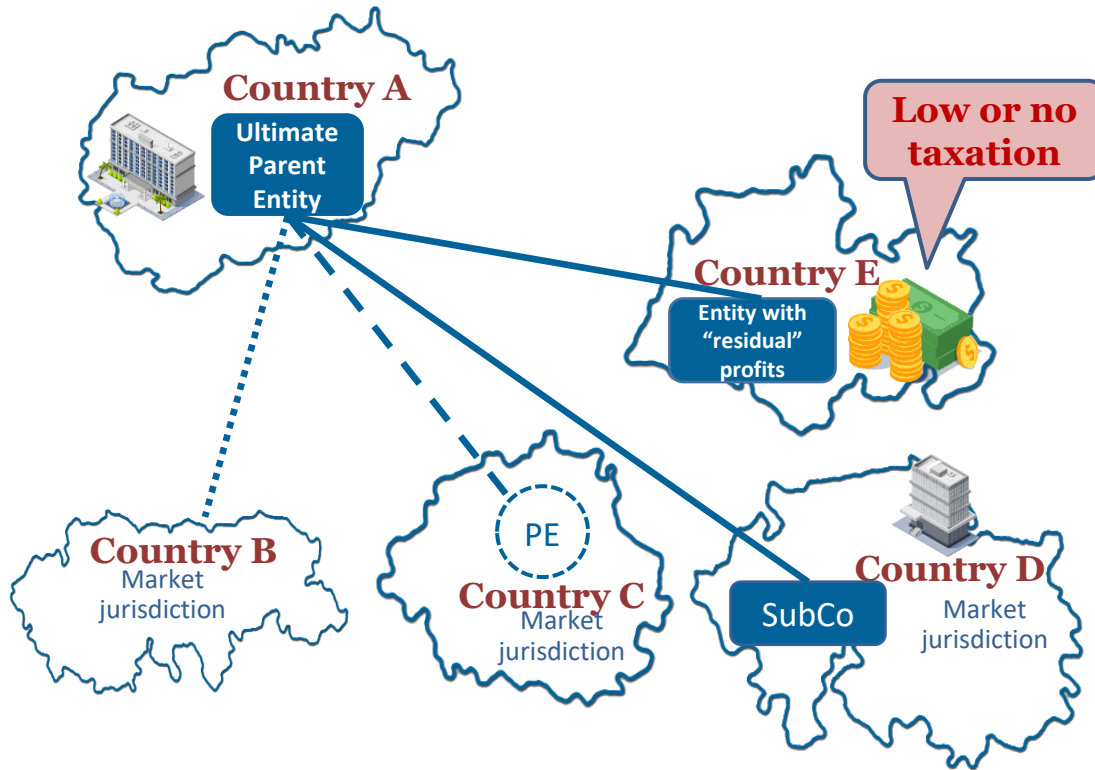 Country A
Ultimate
Parent
Entity
Low or no
taxation
Country E
Entity with
“residual”
profits
Country B
Market
jurisdiction
PE
Country C
Market
jurisdiction
Country D
SubCo
Market
jurisdiction